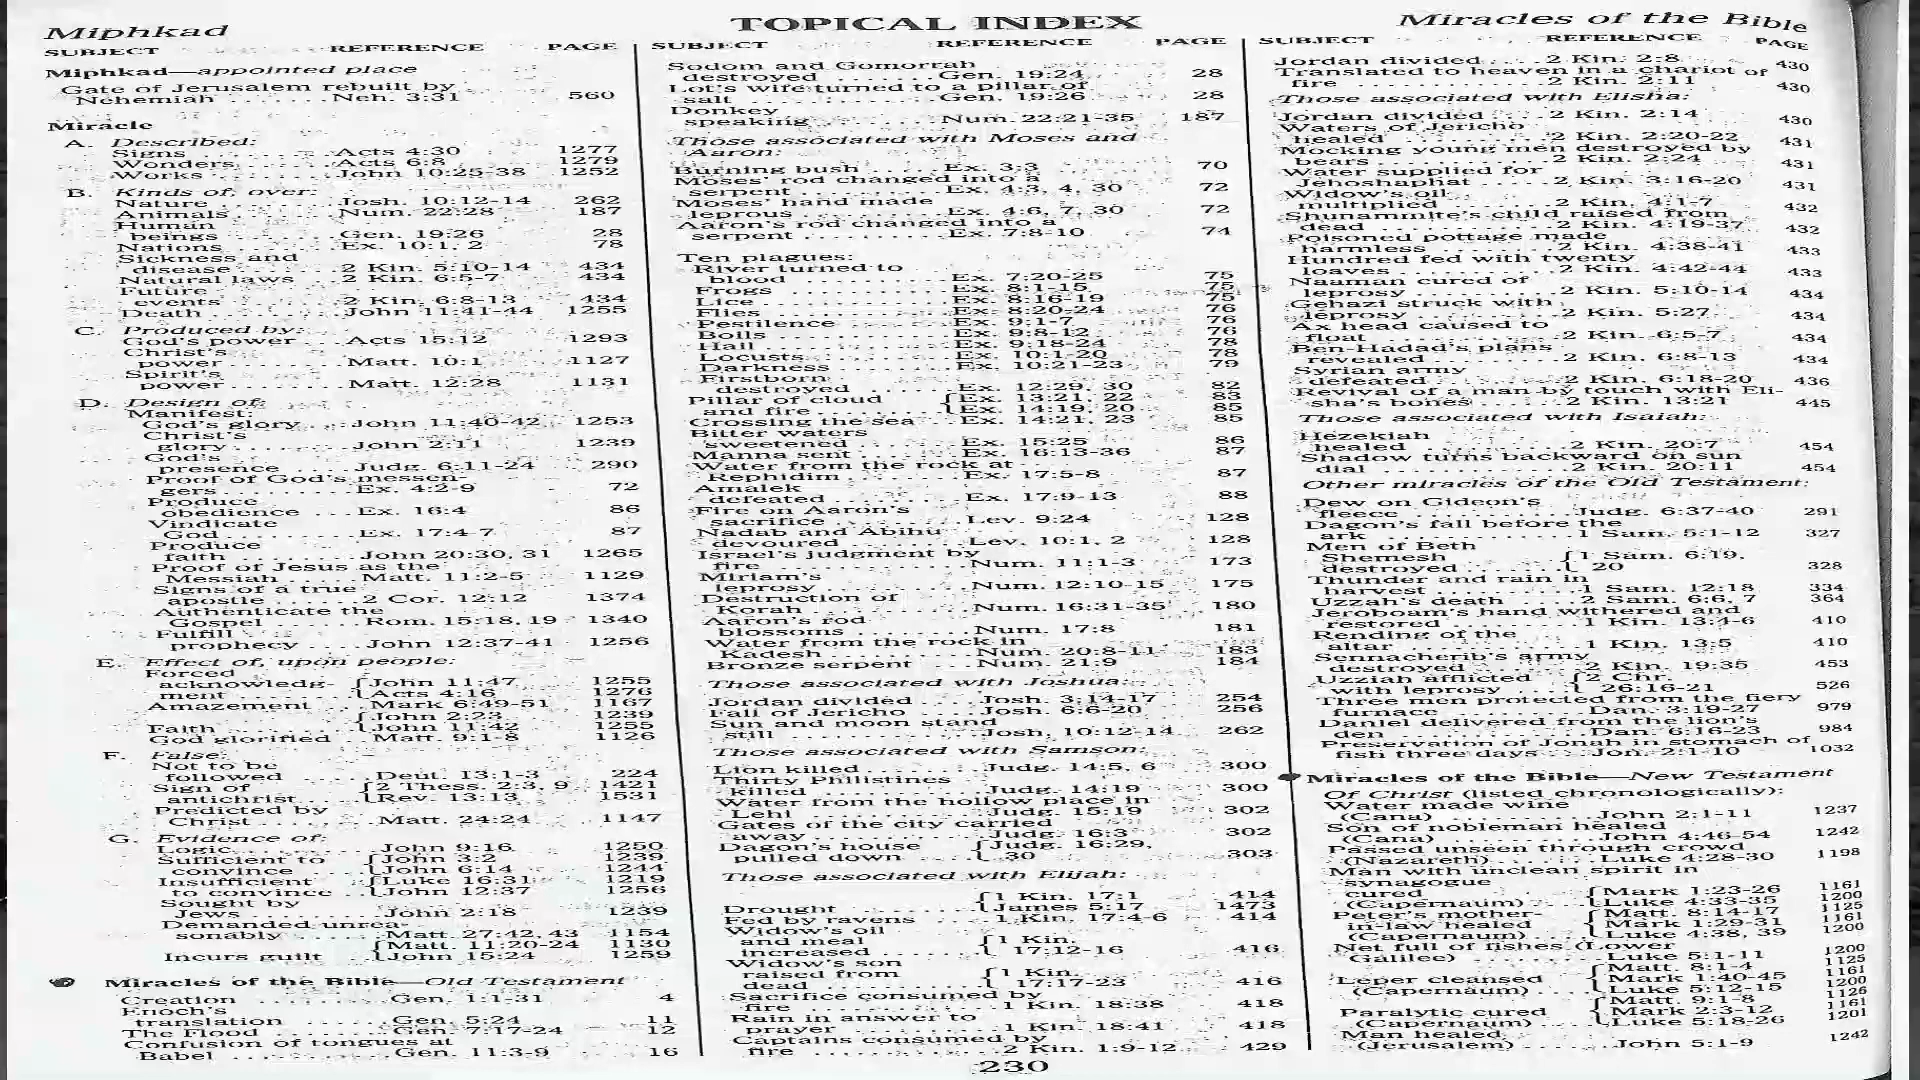 Miphkad
TOPICAL INDEX
Miracles of the Bible
SUBJECT REFERENCE PAGE
Miphkad—appointed place
Gate of Jerusalem rebuilt by
Nehemiah ..... Neh. 3:31 560
Miracle
A. Described:
Signs ..... Acts 4:30 1277
Wonders ..... Acts 6:8 1279
Works ..... John 10:25-38 1252
B. Kinds of, over:
Nature ..... Josh. 10:12-14 262
Animals ..... Num. 22:28 187
Human
beings ..... Gen. 19:26 28
Nations ..... Ex. 10:1, 2 78
Sickness and
disease ..... 2 Kin. 5:10-14 434
Natural laws ... 2 Kin. 6:5-7 434
Future
events ..... 2 Kin. 6:8-13 434
Death ..... John 11:41-44 1255
C. Produced by:
God's power ... Acts 15:12 1293
Christ's
power ..... Matt. 10:1 1127
Spirit's
power ..... Matt. 12:28 1131
D. Design of:
Manifest:
God's glory ... John 11:40-42 1253
Christ's
glory ..... John 2:11 1239
God's
presence ..... Judg. 6:11-24 290
Proof of God's messen-
gers ..... Ex. 4:2-9 72
Produce
obedience ... Ex. 16:4 86
Vindicate
God ..... Ex. 17:4-7 87
Produce
faith ..... John 20:30, 31 1265
Proof of Jesus as the
Messiah ..... Matt. 11:2-5 1129
Signs of a true
apostle ..... 2 Cor. 12:12 1374
Authenticate the
Gospel ..... Rom. 15:18, 19 1340
Fulfill
prophecy .... John 12:37-41 1256
E. Effect of, upon people:
Forced
acknowledg- {John 11:47 1255
ment ..... {Acts 4:16 1276
Amazement ... Mark 6:49-51 1167
{John 2:23 1239
Faith ..... {John 11:42 1255
God glorified ... Matt. 9:1-8 1126
F. False:
Not to be
followed ..... Deut. 13:1-3 224
Sign of {2 Thess. 2:3, 9 1421
antichrist ... {Rev. 13:13 1531
Predicted by
Christ ..... Matt. 24:24 1147
G. Evidence of:
Logic ..... John 9:16 1250
Sufficient to {John 3:2 1239
convince ... {John 6:14 1244
Insufficient {Luke 16:31 1219
to convince ... {John 12:37 1256
Sought by
Jews ..... John 2:18 1239
Demanded unrea-
sonably ..... Matt. 27:42, 43 1154
{Matt. 11:20-24 1130
Incurs guilt {John 15:24 1259
Miracles of the Bible—Old Testament
Creation ..... Gen. 1:1-31 4
Enoch's
translation ..... Gen. 5:24 11
The Flood ..... Gen. 7:17-24 12
Confusion of tongues at
Babel ..... Gen. 11:3-9 16
SUBJECT REFERENCE PAGE
Sodom and Gomorrah
destroyed ..... Gen. 19:24 28
Lot's wife turned to a pillar of
salt ..... Gen. 19:26 28
Donkey
speaking ..... Num. 22:21-35 187
Those associated with Moses and
Aaron:
Burning bush ..... Ex. 3:3 70
Moses' rod changed into a
serpent ..... Ex. 4:3, 4, 30 72
Moses' hand made
leprous ..... Ex. 4:6, 7, 30 72
Aaron's rod changed into a
serpent ..... Ex. 7:8-10 74
Ten plagues:
River turned to
blood ..... Ex. 7:20-25 75
Frogs ..... Ex. 8:1-15 75
Lice ..... Ex. 8:16-19 75
Flies ..... Ex. 8:20-24 76
Pestilence ..... Ex. 9:1-7 76
Boils ..... Ex. 9:8-12 76
Hail ..... Ex. 9:18-24 78
Locusts ..... Ex. 10:1-20 78
Darkness ..... Ex. 10:21-23 79
Firstborn
destroyed ..... Ex. 12:29, 30 82
Pillar of cloud {Ex. 13:21, 22 83
and fire ..... {Ex. 14:19, 20 85
Crossing the sea ... Ex. 14:21, 23 85
Bitter waters
sweetened ..... Ex. 15:25 86
Manna sent ..... Ex. 16:13-36 87
Water from the rock at
Rephidim ..... Ex. 17:5-8 87
Amalek
defeated ..... Ex. 17:9-13 88
Fire on Aaron's
sacrifice ..... Lev. 9:24 128
Nadab and Abihu
devoured ..... Lev. 10:1, 2 128
Israel's judgment by
fire ..... Num. 11:1-3 173
Miriam's
leprosy ..... Num. 12:10-15 175
Destruction of
Korah ..... Num. 16:31-35 180
Aaron's rod
blossoms ..... Num. 17:8 181
Water from the rock in
Kadesh ..... Num. 20:8-11 183
Bronze serpent ... Num. 21:9 184
Those associated with Joshua:
Jordan divided ..... Josh. 3:14-17 254
Fall of Jericho ..... Josh. 6:6-20 256
Sun and moon stand
still ..... Josh. 10:12-14 262
Those associated with Samson:
Lion killed ..... Judg. 14:5, 6 300
Thirty Philistines
killed ..... Judg. 14:19 300
Water from the hollow place in
Lehi ..... Judg. 15:19 302
Gates of the city carried
away ..... Judg. 16:3 302
Dagon's house {Judg. 16:29,
pulled down ..... { 30 303
Those associated with Elijah:
{1 Kin. 17:1 414
Drought ..... {James 5:17 1473
Fed by ravens ..... 1 Kin. 17:4-6 414
Widow's oil
and meal {1 Kin.
increased ..... { 17:12-16 416
Widow's son
raised from {1 Kin.
dead ..... { 17:17-23 416
Sacrifice consumed by
fire ..... 1 Kin. 18:38 418
Rain in answer to
prayer ..... 1 Kin. 18:41 418
Captains consumed by
fire ..... 2 Kin. 1:9-12 429
SUBJECT REFERENCE PAGE
Jordan divided ..... 2 Kin. 2:8 430
Translated to heaven in a chariot of
fire ..... 2 Kin. 2:11 430
Those associated with Elisha:
Jordan divided ..... 2 Kin. 2:14 430
Waters of Jericho
healed ..... 2 Kin. 2:20-22 431
Mocking young men destroyed by
bears ..... 2 Kin. 2:24 431
Water supplied for
Jehoshaphat ..... 2 Kin. 3:16-20 431
Widow's oil
multiplied ..... 2 Kin. 4:1-7 432
Shunammite's child raised from
dead ..... 2 Kin. 4:19-37 432
Poisoned pottage made
harmless ..... 2 Kin. 4:38-41 433
Hundred fed with twenty
loaves ..... 2 Kin. 4:42-44 433
Naaman cured of
leprosy ..... 2 Kin. 5:10-14 434
Gehazi struck with
leprosy ..... 2 Kin. 5:27 434
Ax head caused to
float ..... 2 Kin. 6:5-7 434
Ben-Hadad's plans
revealed ..... 2 Kin. 6:8-13 434
Syrian army
defeated ..... 2 Kin. 6:18-20 436
Revival of a man by touch with Eli-
sha's bones ..... 2 Kin. 13:21 445
Those associated with Isaiah:
Hezekiah
healed ..... 2 Kin. 20:7 454
Shadow turns backward on sun
dial ..... 2 Kin. 20:11 454
Other miracles of the Old Testament:
Dew on Gideon's
fleece ..... Judg. 6:37-40 291
Dagon's fall before the
ark ..... 1 Sam. 5:1-12 327
Men of Beth
Shemesh {1 Sam. 6:19,
destroyed ..... { 20 328
Thunder and rain in
harvest ..... 1 Sam. 12:18 334
Uzzah's death ..... 2 Sam. 6:6, 7 364
Jeroboam's hand withered and
restored ..... 1 Kin. 13:4-6 410
Rending of the
altar ..... 1 Kin. 13:5 410
Sennacherib's army
destroyed ..... 2 Kin. 19:35 453
Uzziah afflicted {2 Chr.
with leprosy ..... { 26:16-21 526
Three men protected from the fiery
furnace ..... Dan. 3:19-27 979
Daniel delivered from the lion's
den ..... Dan. 6:16-23 984
Preservation of Jonah in stomach of
fish three days ..... Jon. 2:1-10 1032
Miracles of the Bible—New Testament
Of Christ (listed chronologically):
Water made wine
(Cana) ..... John 2:1-11 1237
Son of nobleman healed
(Cana) ..... John 4:46-54 1242
Passed unseen through crowd
(Nazareth) ..... Luke 4:28-30 1198
Man with unclean spirit in
synagogue
cured {Mark 1:23-26 1161
(Capernaum) ... {Luke 4:33-35 1200
Peter's mother- {Matt. 8:14-17 1125
in-law healed {Mark 1:29-31 1161
(Capernaum) ... {Luke 4:38, 39 1200
Net full of fishes (Lower
Galilee) ..... Luke 5:1-11 1200
{Matt. 8:1-4 1125
Leper cleansed {Mark 1:40-45 1161
(Capernaum) ... {Luke 5:12-15 1200
{Matt. 9:1-8 1126
Paralytic cured {Mark 2:3-12 1161
(Capernaum) ... {Luke 5:18-26 1201
Man healed
(Jerusalem) ..... John 5:1-9 1242
230